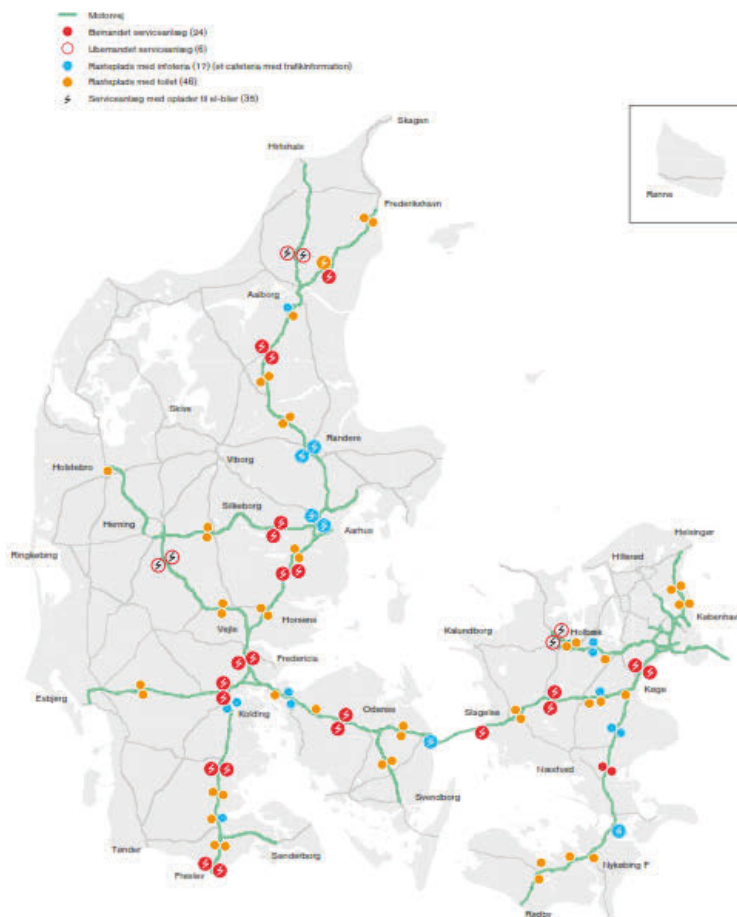 Motorvej
Bemandet serviceanlæg (24)
Ubemandet serviceanlæg (6)
Rasteplads med infoteria (17) (et cafeteria med trafikinformation)
Rasteplads med toilet (46)
Serviceanlæg med oplader til el-biler (35)
Skagen
Hirtshals
Rønne
Frederikshavn
Aalborg
Skive
Randers
Viborg
Holstebro
Silkeborg
Herning
Aarhus
Helsingør
Ringkøbing
Hillerød
København
Kalundborg
Holbæk
Horsens
Vejle
Fredericia
Esbjerg
Køge
Odense
Slagelse
Kolding
Næstved
Svendborg
Tønder
Sønderborg
Nykøbing F
Frøslev
Rødby